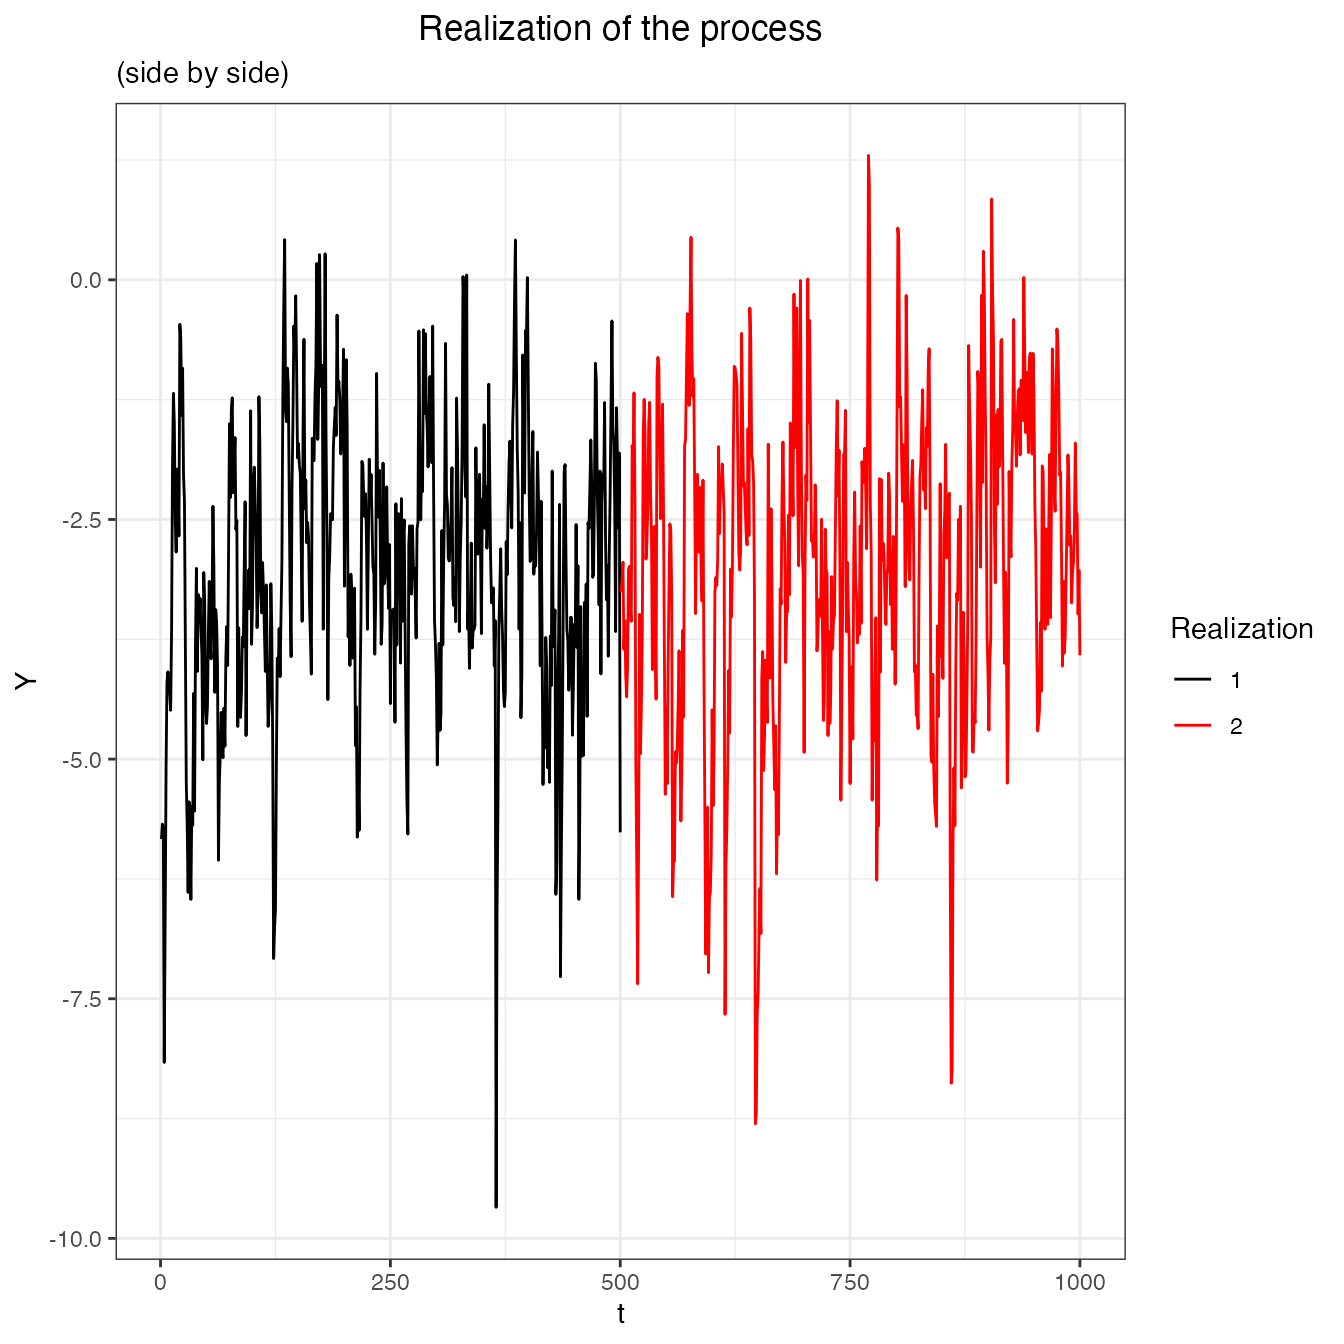 Realization of the process
(side by side)
0.0
-2.5
-5.0
-7.5
-10.0
Y
0
250
500
750
1000
t
Realization
1
2